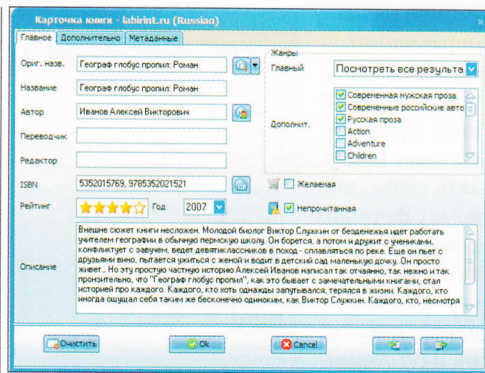 Карточка книги - labirint.ru (Russian)
Главное Дополнительно Метаданные
Ориг. назв. Географ глобус пропил: Роман
Название Географ глобус пропил: Роман
Автор Иванов Алексей Викторович
Переводчик
Редактор
ISBN 5352015769, 9785352021521
Рейтинг Год 2007
Жанры
Главный Посмотреть все результа
Дополнит.
Современная мужская проза
Современные российские авто
Русская проза
Action
Adventure
Children
Желаемая
Непрочитанная
Описание
Внешне сюжет книги несложен. Молодой биолог Виктор Служкин от безденежья идет работать
учителем географии в обычную пермскую школу. Он борется, а потом и дружит с учениками,
конфликтует с завучем, ведет девятиклассников в поход - сплавляться по реке. Еще он пьет с
друзьями вино, пытается ужиться с женой и водит в детский сад маленькую дочку. Он просто
живет... Но эту простую частную историю Алексей Иванов написал так отчаянно, так нежно и так
пронзительно, что "Географ глобус пропил", как это бывает с замечательными книгами, стал
историей про каждого. Каждого, кто хоть однажды запутывался, терялся в жизни. Каждого, кто
иногда ощущал себя таким же бесконечно одиноким, как Виктор Служкин. Каждого, кто, несмотря
Очистить Ok Cancel